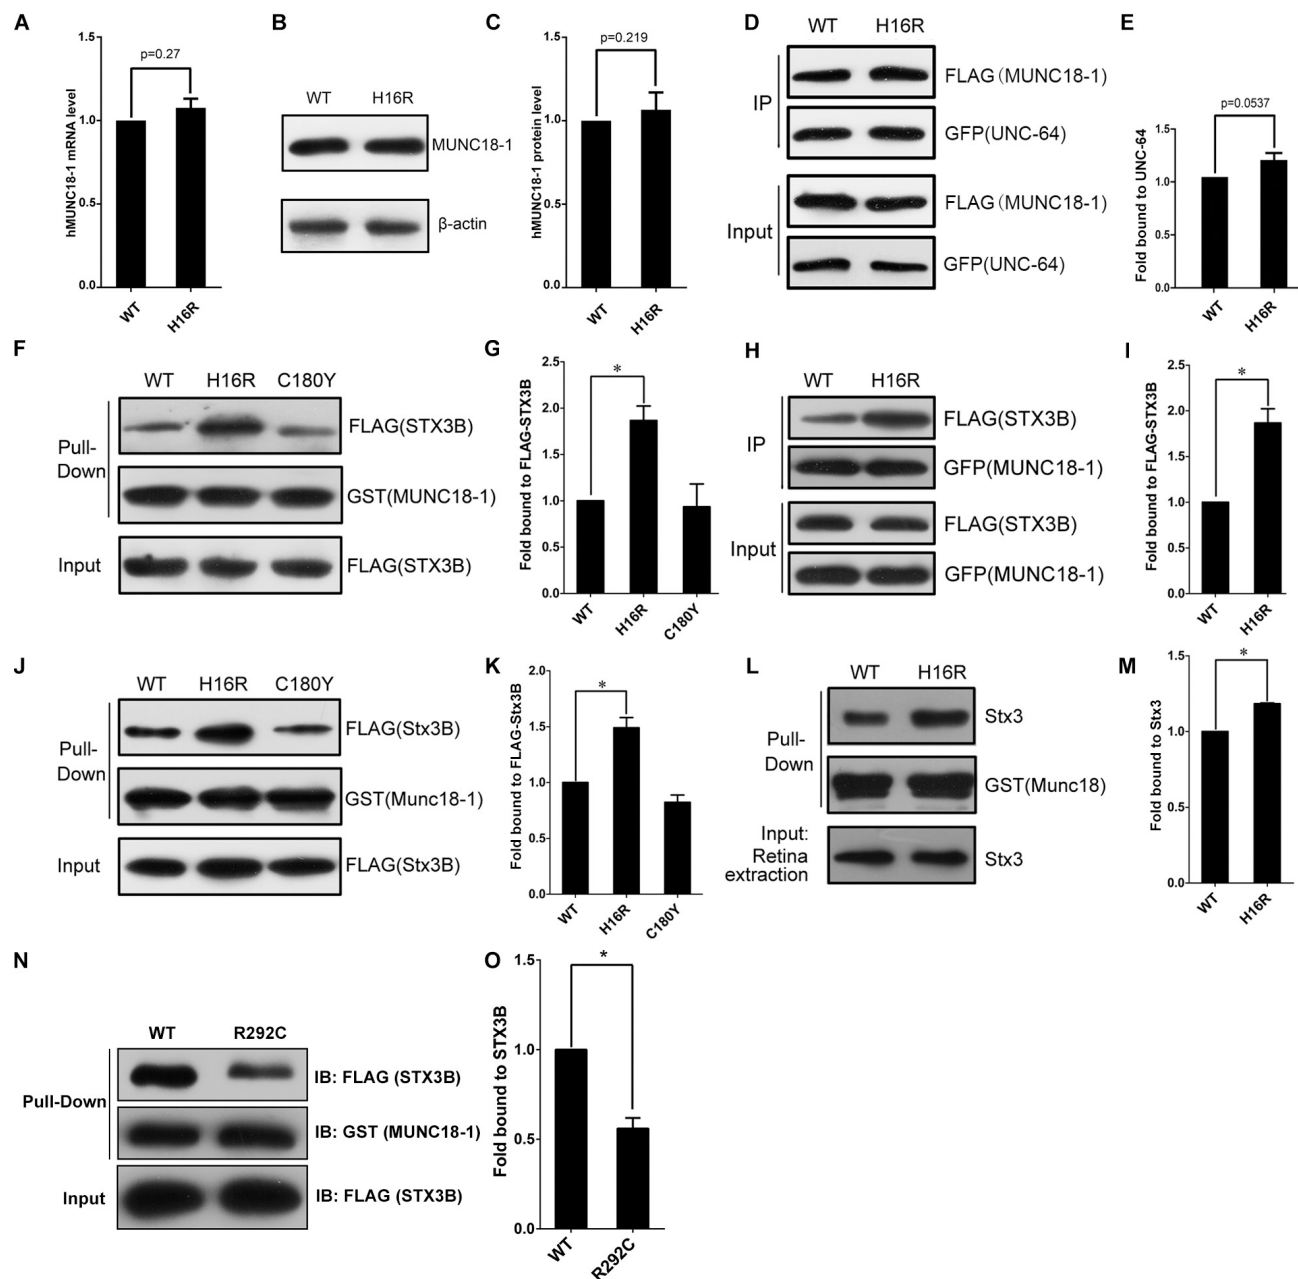 A
1.5
1.0
0.5
0.0
hMUNC18-1 mRNA level
p=0.27
WT
H16R
B
WT H16R
MUNC18-1
β-actin
C
1.5
1.0
0.5
0.0
hMUNC18-1 protein level
p=0.219
WT
H16R
D
WT H16R
IP
FLAG(MUNC18-1)
GFP(UNC-64)
Input
FLAG(MUNC18-1)
GFP(UNC-64)
E
p=0.0537
1.5
1.0
0.5
0.0
Fold bound to UNC-64
WT
H16R
F
WT H16R C180Y
Pull-
Down
FLAG(STX3B)
GST(MUNC18-1)
Input
FLAG(STX3B)
G
2.5
2.0
1.5
1.0
0.5
0.0
Fold bound to FLAG-STX3B
*
WT
H16R
C180Y
H
WT H16R
IP
FLAG(STX3B)
GFP(MUNC18-1)
Input
FLAG(STX3B)
GFP(MUNC18-1)
I
2.5
2.0
1.5
1.0
0.5
0.0
Fold bound to FLAG-STX3B
*
WT
H16R
J
WT H16R C180Y
Pull-
Down
FLAG(Stx3B)
GST(Munc18-1)
Input
FLAG(Stx3B)
K
2.0
1.5
1.0
0.5
0.0
Fold bound to FLAG-Stx3B
*
WT
H16R
C180Y
L
WT H16R
Pull-
Down
Stx3
GST(Munc18)
Input:
Retina
extraction
Stx3
M
1.5
1.0
0.5
0.0
Fold bound to Stx3
*
WT
H16R
N
WT R292C
Pull-Down
IB: FLAG (STX3B)
IB: GST (MUNC18-1)
Input
IB: FLAG (STX3B)
O
1.5
1.0
0.5
0.0
Fold bound to STX3B
*
WT
R292C